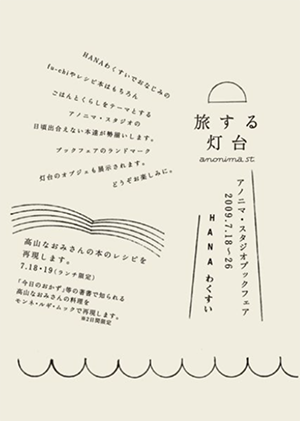 HANAわくすいでおなじみの
fu-chiやレシピ本はもちろん
ごはんとくらしをテーマとする
アノニマ・スタジオの
日頃出合えない本達が勢揃いします。
ブックフェアのランドマーク
灯台のオブジェも展示されます。
どうぞお楽しみに。
旅する
灯台
anonima st.
アノニマ・スタジオブックフェア
2009.7.18~26
HANA わくすい
高山なおみさんの本のレシピを
再現します。
7.18・19(ランチ限定)
「今日のおかず」等の著書で知られる
高山なおみさんの料理を
モンネ・ルギ・ムックで再現します。
※2日間限定